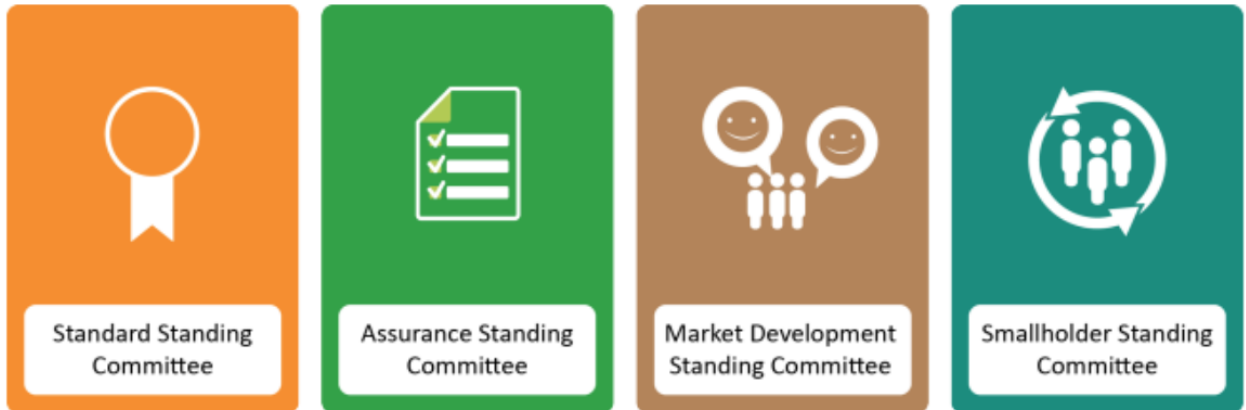 Standard Standing
Committee
Assurance Standing
Committee
Market Development
Standing Committee
Smallholder Standing
Committee